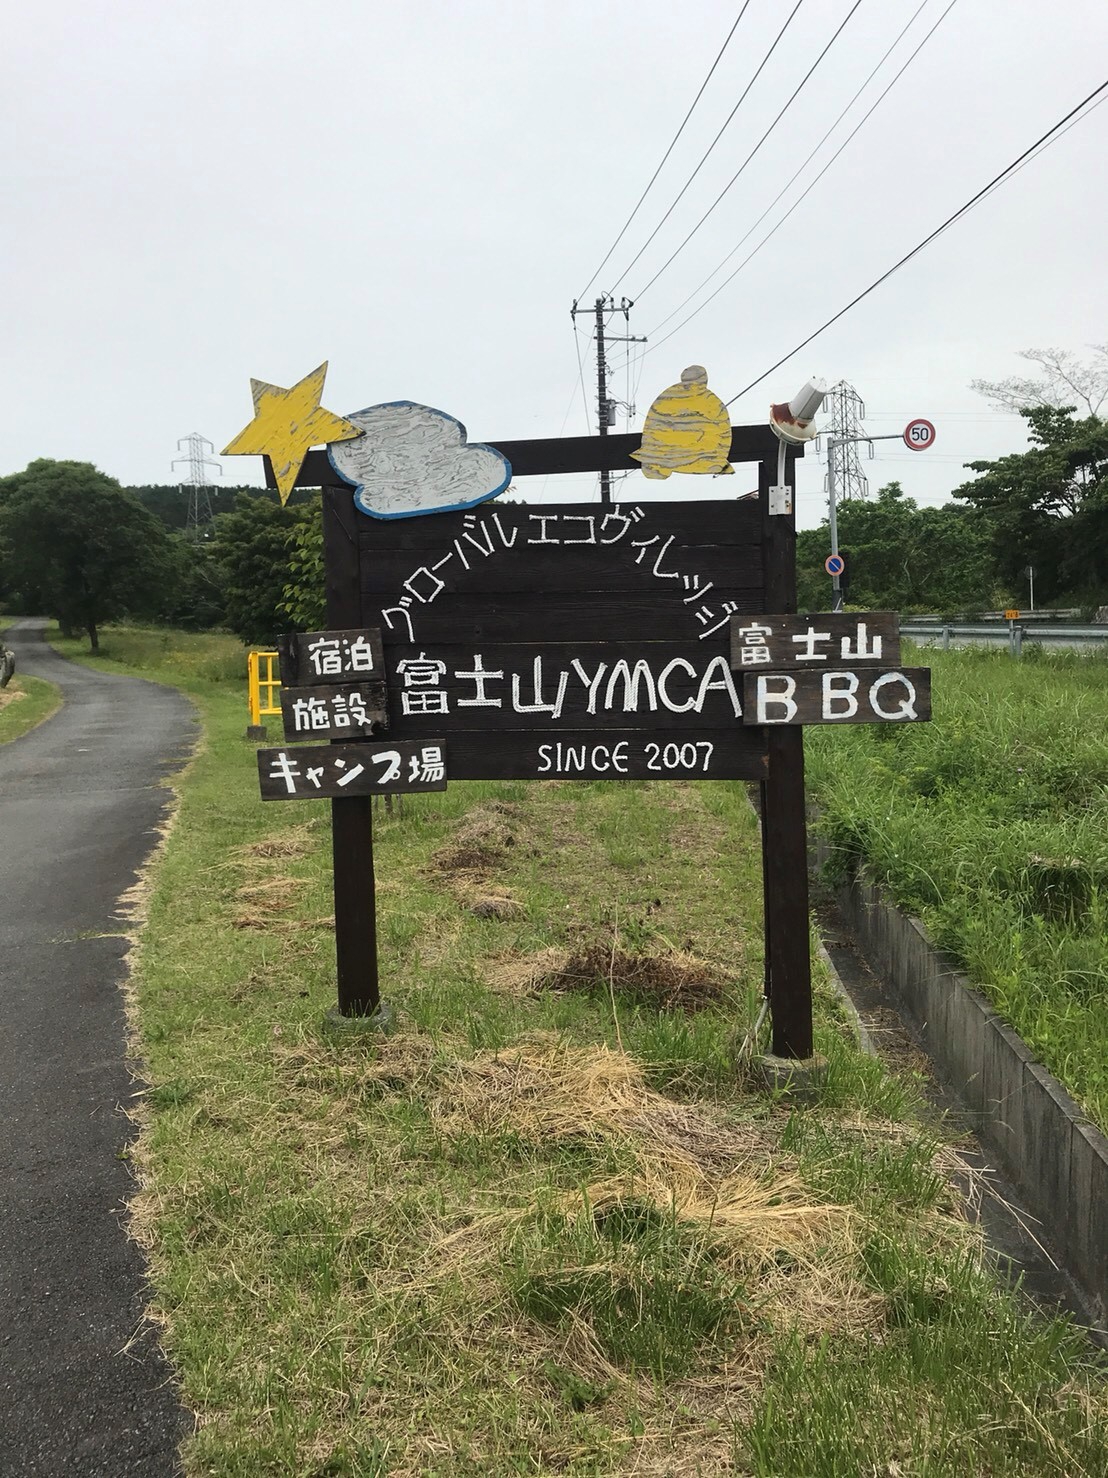 グローバル エコヴィレッジ
富士山YMCA
SINCE 2007
宿泊
施設
キャンプ場
富士山
BBQ
50